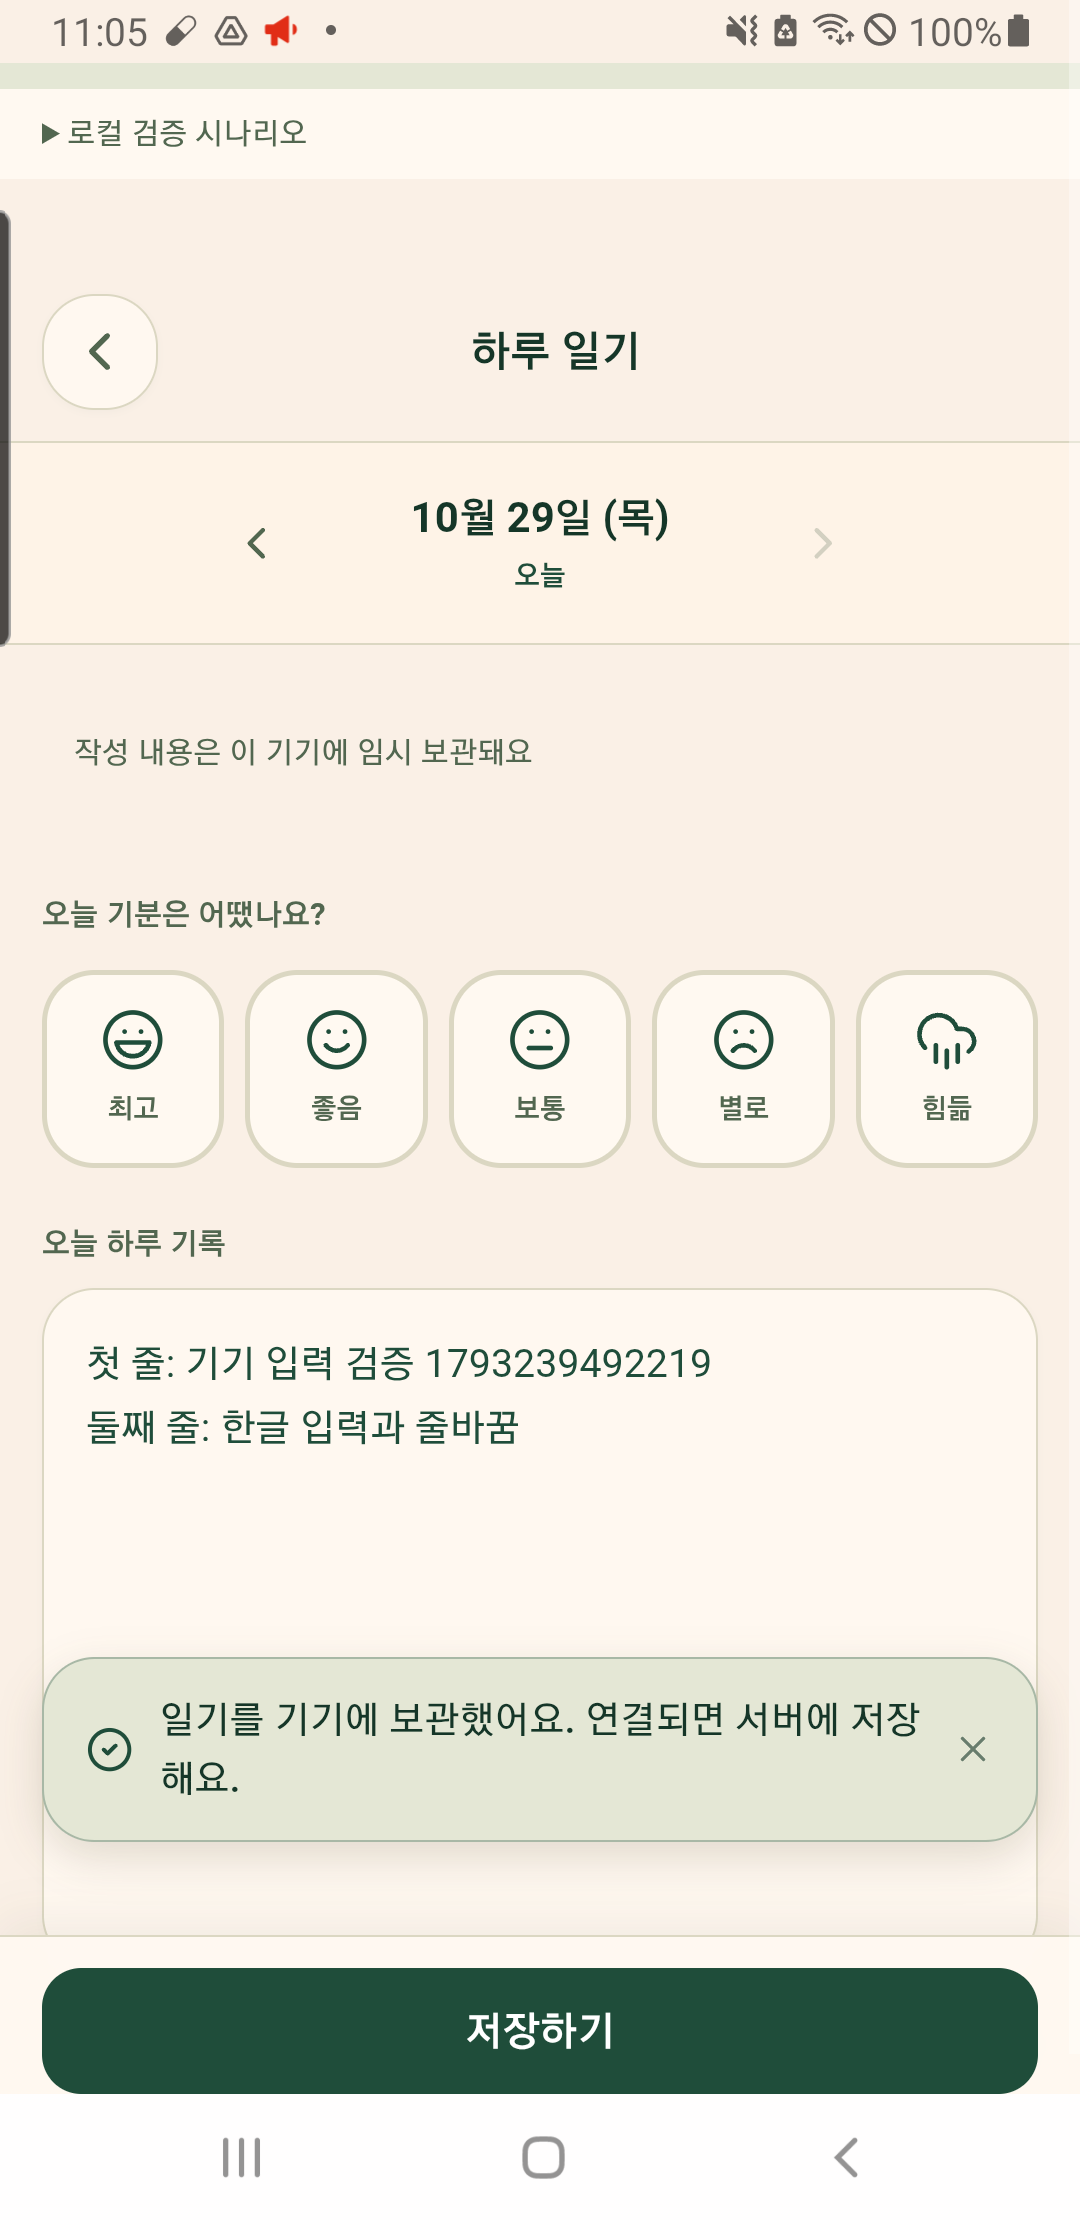 11:05
100%
▶ 로컬 검증 시나리오
하루 일기
10월 29일 (목)
오늘
작성 내용은 이 기기에 임시 보관돼요
오늘 기분은 어땠나요?
최고 좋음 보통 별로 힘듦
오늘 하루 기록
첫 줄: 기기 입력 검증 1793239492219
둘째 줄: 한글 입력과 줄바꿈
일기를 기기에 보관했어요. 연결되면 서버에 저장
해요.
저장하기